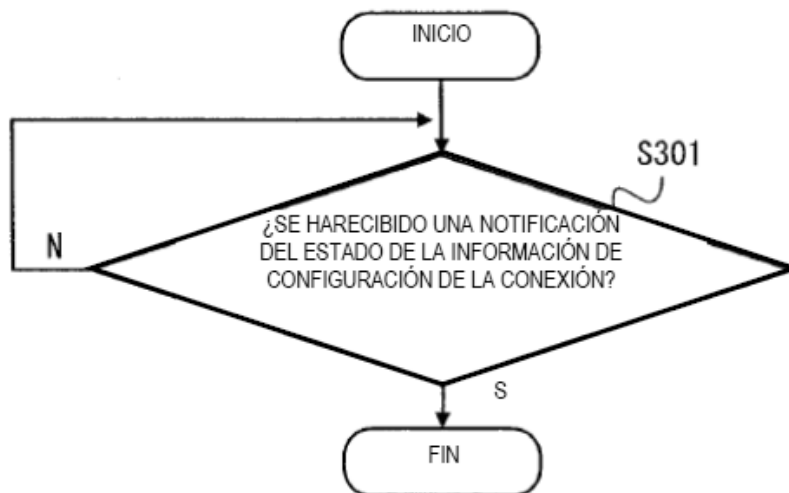 INICIO
S301
¿SE HARECIBIDO UNA NOTIFICACIÓN
DEL ESTADO DE LA INFORMACIÓN DE
CONFIGURACIÓN DE LA CONEXIÓN?
N
S
FIN